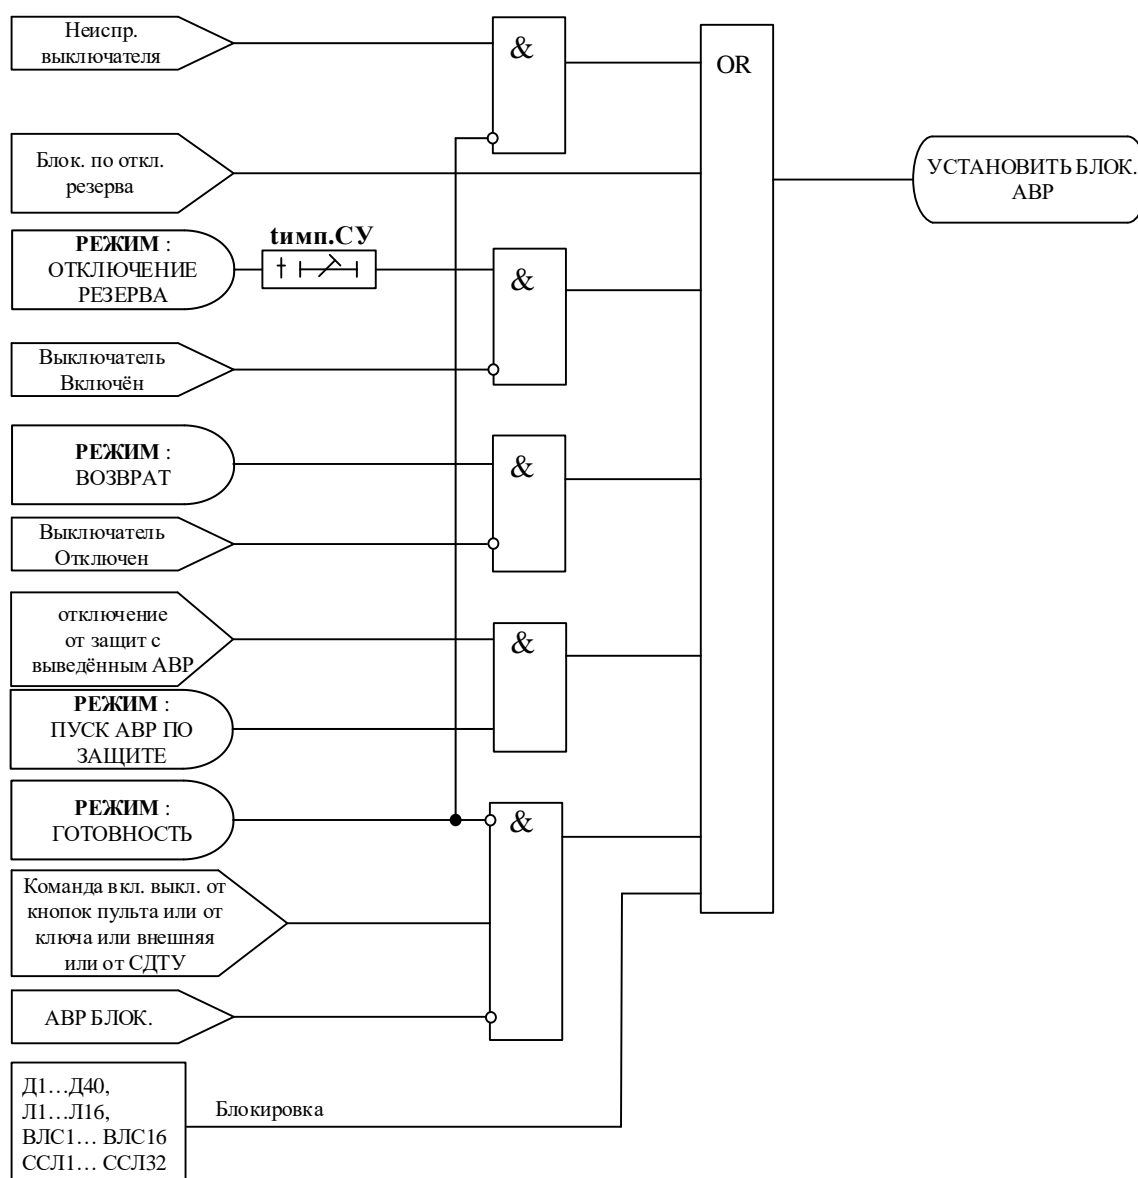 Неиспр.
выключателя
&
OR
Блок. по откл.
резерва
УСТАНОВИТЬ БЛОК.
АВР
РЕЖИМ :
ОТКЛЮЧЕНИЕ
РЕЗЕРВА
tимп.СУ
&
Выключатель
Включён
РЕЖИМ :
ВОЗВРАТ
&
Выключатель
Отключен
отключение
от защит с
выведённым АВР
&
РЕЖИМ :
ПУСК АВР ПО
ЗАЩИТЕ
РЕЖИМ :
ГОТОВНОСТЬ
&
Команда вкл. выкл. от
кнопок пульта или от
ключа или внешняя
или от СДТУ
АВР БЛОК.
Д1...Д40,
Л1...Л16,
ВЛС1... ВЛС16
ССЛ1... ССЛ32
Блокировка